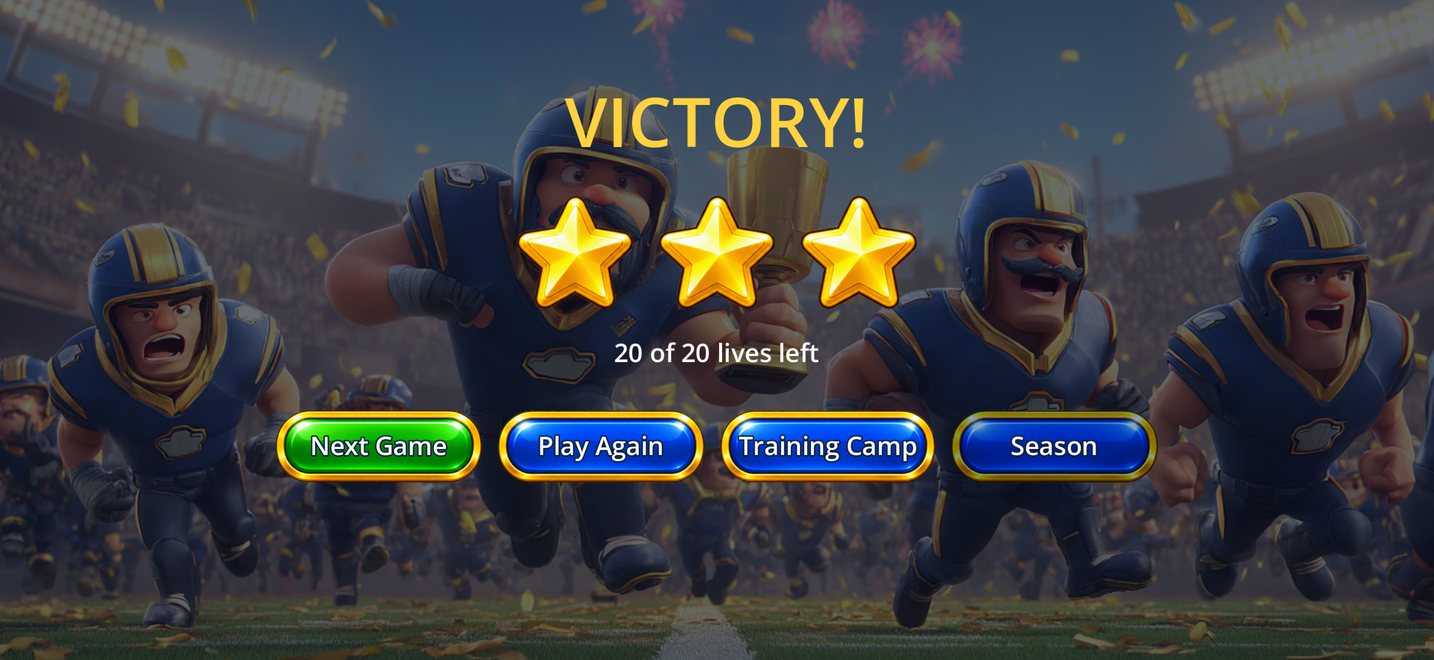 VICTORY!
20 of 20 lives left
Next Game
Play Again
Training Camp
Season